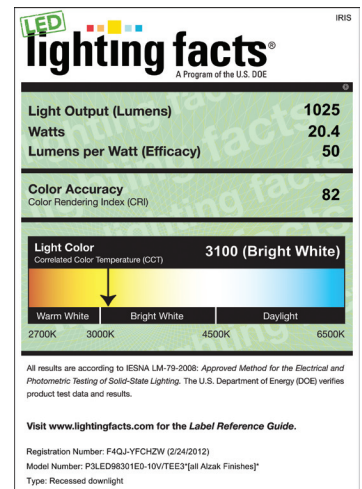 LED
IRIS
lighting facts®
A Program of the U.S. DOE
Light Output (Lumens) 1025
Watts 20.4
Lumens per Watt (Efficacy) 50
Color Accuracy
Color Rendering Index (CRI) 82
Light Color
Correlated Color Temperature (CCT) 3100 (Bright White)
Warm White Bright White Daylight
2700K 3000K 4500K 6500K
All results are according to IESNA LM-79-2008: Approved Method for the Electrical and
Photometric Testing of Solid-State Lighting. The U.S. Department of Energy (DOE) verifies
product test data and results.
Visit www.lightingfacts.com for the Label Reference Guide.
Registration Number: F4QJ-YFCHZW (2/24/2012)
Model Number: P3LED98301E0-10V/TEE3*[all Alzak Finishes]*
Type: Recessed downlight